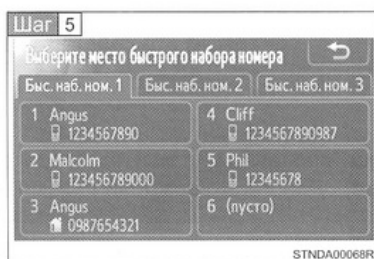 Шаг 5
Выберите место быстрого набора номера
Быс. наб. ном. 1 Быс. наб. ном. 2 Быс. наб. ном. 3
1 Angus 4 Cliff
1234567890 1234567890987
2 Malcolm 5 Phil
123456789000 12345678
3 Angus 6 (пусто)
0987654321
STNDA00068R